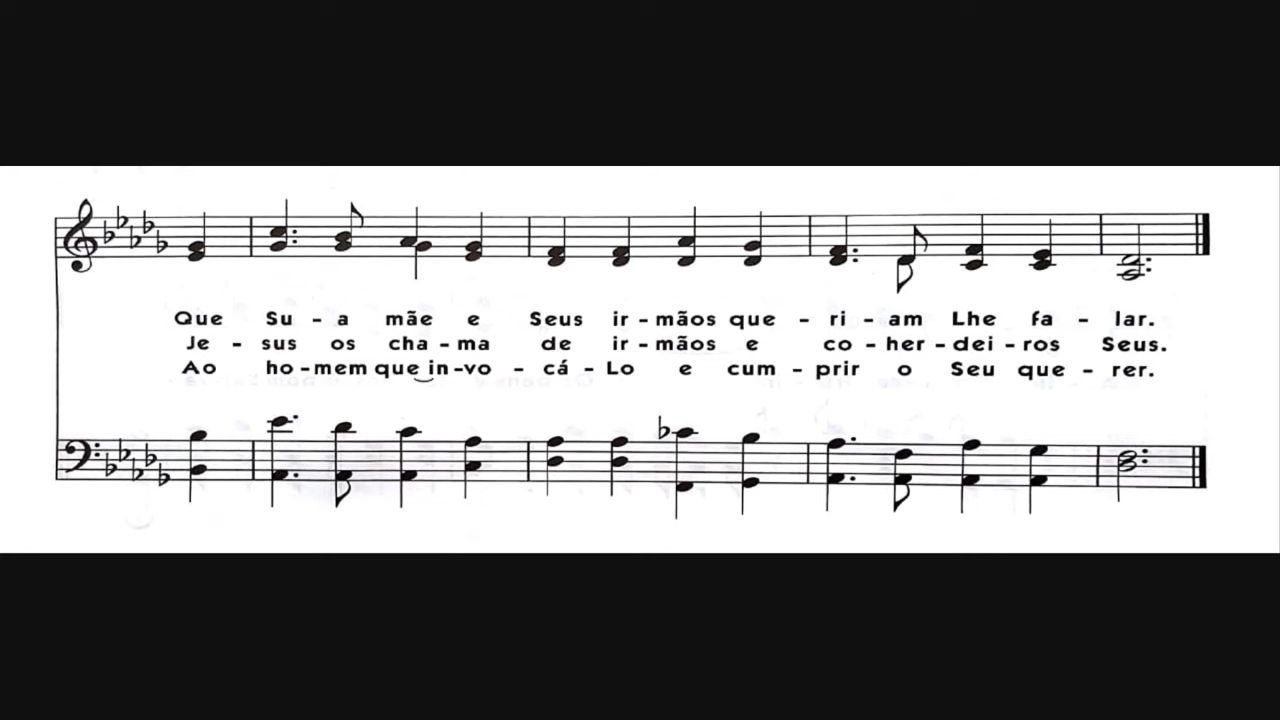 Que Su - a mãe e Seus ir - mãos que - ri - am Lhe fa - lar.
Je - sus os cha - ma de ir - mãos e co - her - dei - ros Seus.
Ao ho - mem que‿in - vo - cá - Lo e cum - prir o Seu que - rer.